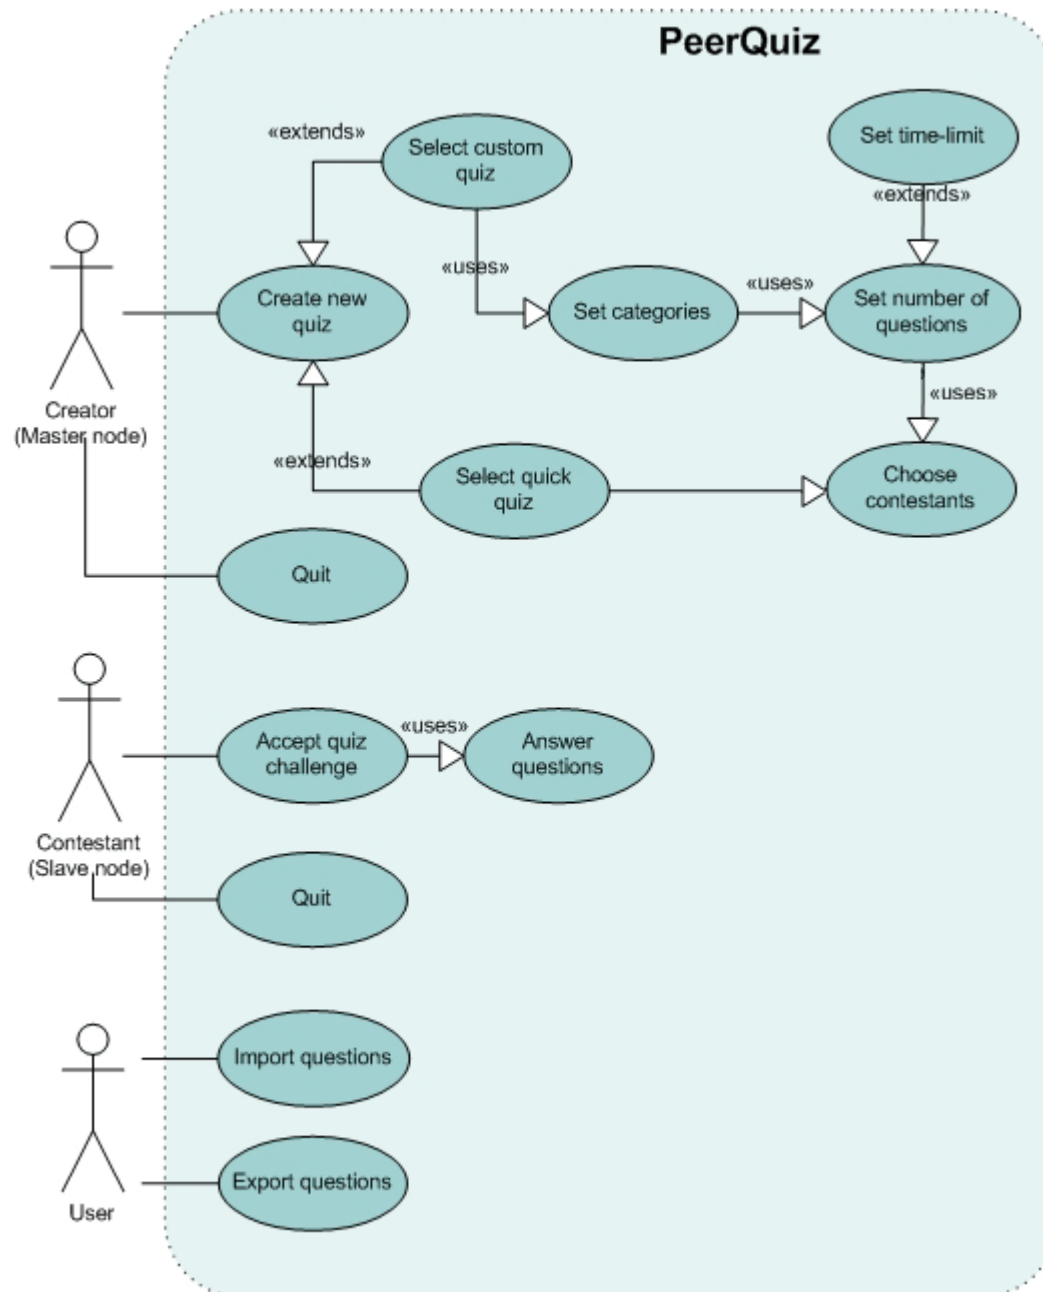 PeerQuiz
«extends»
Select custom
quiz
Set time-limit
«extends»
«uses»
Create new
quiz
Set categories
«uses»
Set number of
questions
Creator
(Master node)
«uses»
«extends»
Select quick
quiz
Choose
contestants
Quit
Accept quiz
challenge
«uses»
Answer
questions
Contestant
(Slave node)
Quit
Import questions
Export questions
User